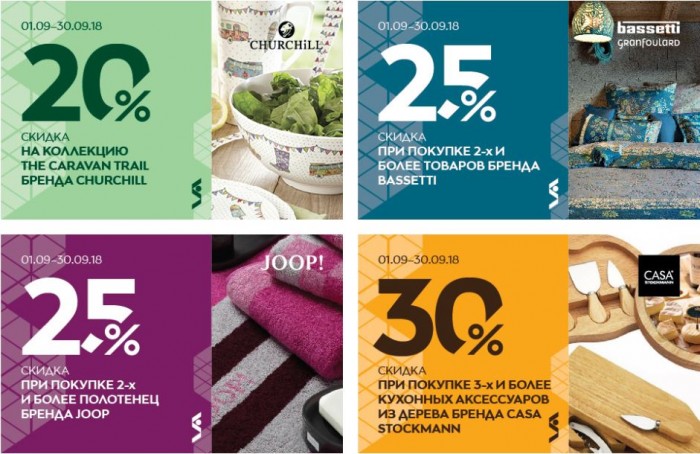 01.09–30.09.18
20%
СКИДКА
НА КОЛЛЕКЦИЮ
THE CARAVAN TRAIL
БРЕНДА CHURCHILL
CHURCHiLL
01.09–30.09.18
25%
СКИДКА
ПРИ ПОКУПКЕ 2-х И
БОЛЕЕ ТОВАРОВ БРЕНДА
BASSETTI
bassetti
GRANFOULARD
01.09–30.09.18
25%
СКИДКА
ПРИ ПОКУПКЕ 2-х
И БОЛЕЕ ПОЛОТЕНЕЦ
БРЕНДА JOOP
JOOP!
01.09–30.09.18
30%
СКИДКА
ПРИ ПОКУПКЕ 3-х И БОЛЕЕ
КУХОННЫХ АКСЕССУАРОВ
ИЗ ДЕРЕВА БРЕНДА CASA
STOCKMANN
CASA
STOCKMANN